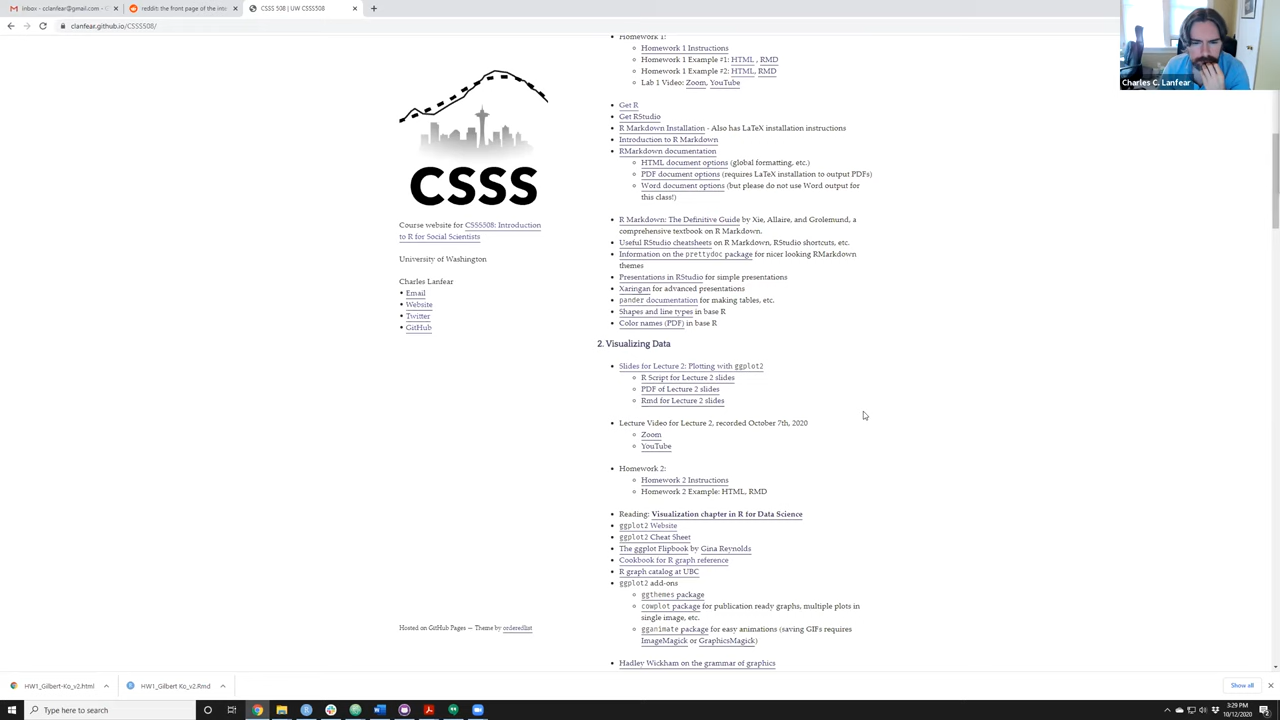 Inbox - cclanfear@gmail.com - G
reddit: the front page of the int
CSSS 508 | UW CSSS508
clanfear.github.io/CSSS508/
Charles C. Lanfear
CSSS
Course website for CSSS508: Introduction
to R for Social Scientists
University of Washington
Charles Lanfear
• Email
• Website
• Twitter
• GitHub
Hosted on GitHub Pages — Theme by orderedlist
Homework 1:
Homework 1 Instructions
Homework 1 Example #1: HTML , RMD
Homework 1 Example #2: HTML, RMD
Lab 1 Video: Zoom, YouTube
Get R
Get RStudio
R Markdown Installation - Also has LaTeX installation instructions
Introduction to R Markdown
RMarkdown documentation
HTML document options (global formatting, etc.)
PDF document options (requires LaTeX installation to output PDFs)
Word document options (but please do not use Word output for
this class!)
R Markdown: The Definitive Guide by Xie, Allaire, and Grolemund, a
comprehensive textbook on R Markdown.
Useful RStudio cheatsheets on R Markdown, RStudio shortcuts, etc.
Information on the prettydoc package for nicer looking RMarkdown
themes
Presentations in RStudio for simple presentations
Xaringan for advanced presentations
pander documentation for making tables, etc.
Shapes and line types in base R
Color names (PDF) in base R
2. Visualizing Data
Slides for Lecture 2: Plotting with ggplot2
R Script for Lecture 2 slides
PDF of Lecture 2 slides
Rmd for Lecture 2 slides
Lecture Video for Lecture 2, recorded October 7th, 2020
Zoom
YouTube
Homework 2:
Homework 2 Instructions
Homework 2 Example: HTML, RMD
Reading: Visualization chapter in R for Data Science
ggplot2 Website
ggplot2 Cheat Sheet
The ggplot Flipbook by Gina Reynolds
Cookbook for R graph reference
R graph catalog at UBC
ggplot2 add-ons
ggthemes package
cowplot package for publication ready graphs, multiple plots in
single image, etc.
gganimate package for easy animations (saving GIFs requires
ImageMagick or GraphicsMagick)
Hadley Wickham on the grammar of graphics
HW1_Gilbert-Ko_v2.html
HW1_Gilbert Ko_v2.Rmd
Show all
Type here to search
3:29 PM
10/12/2020